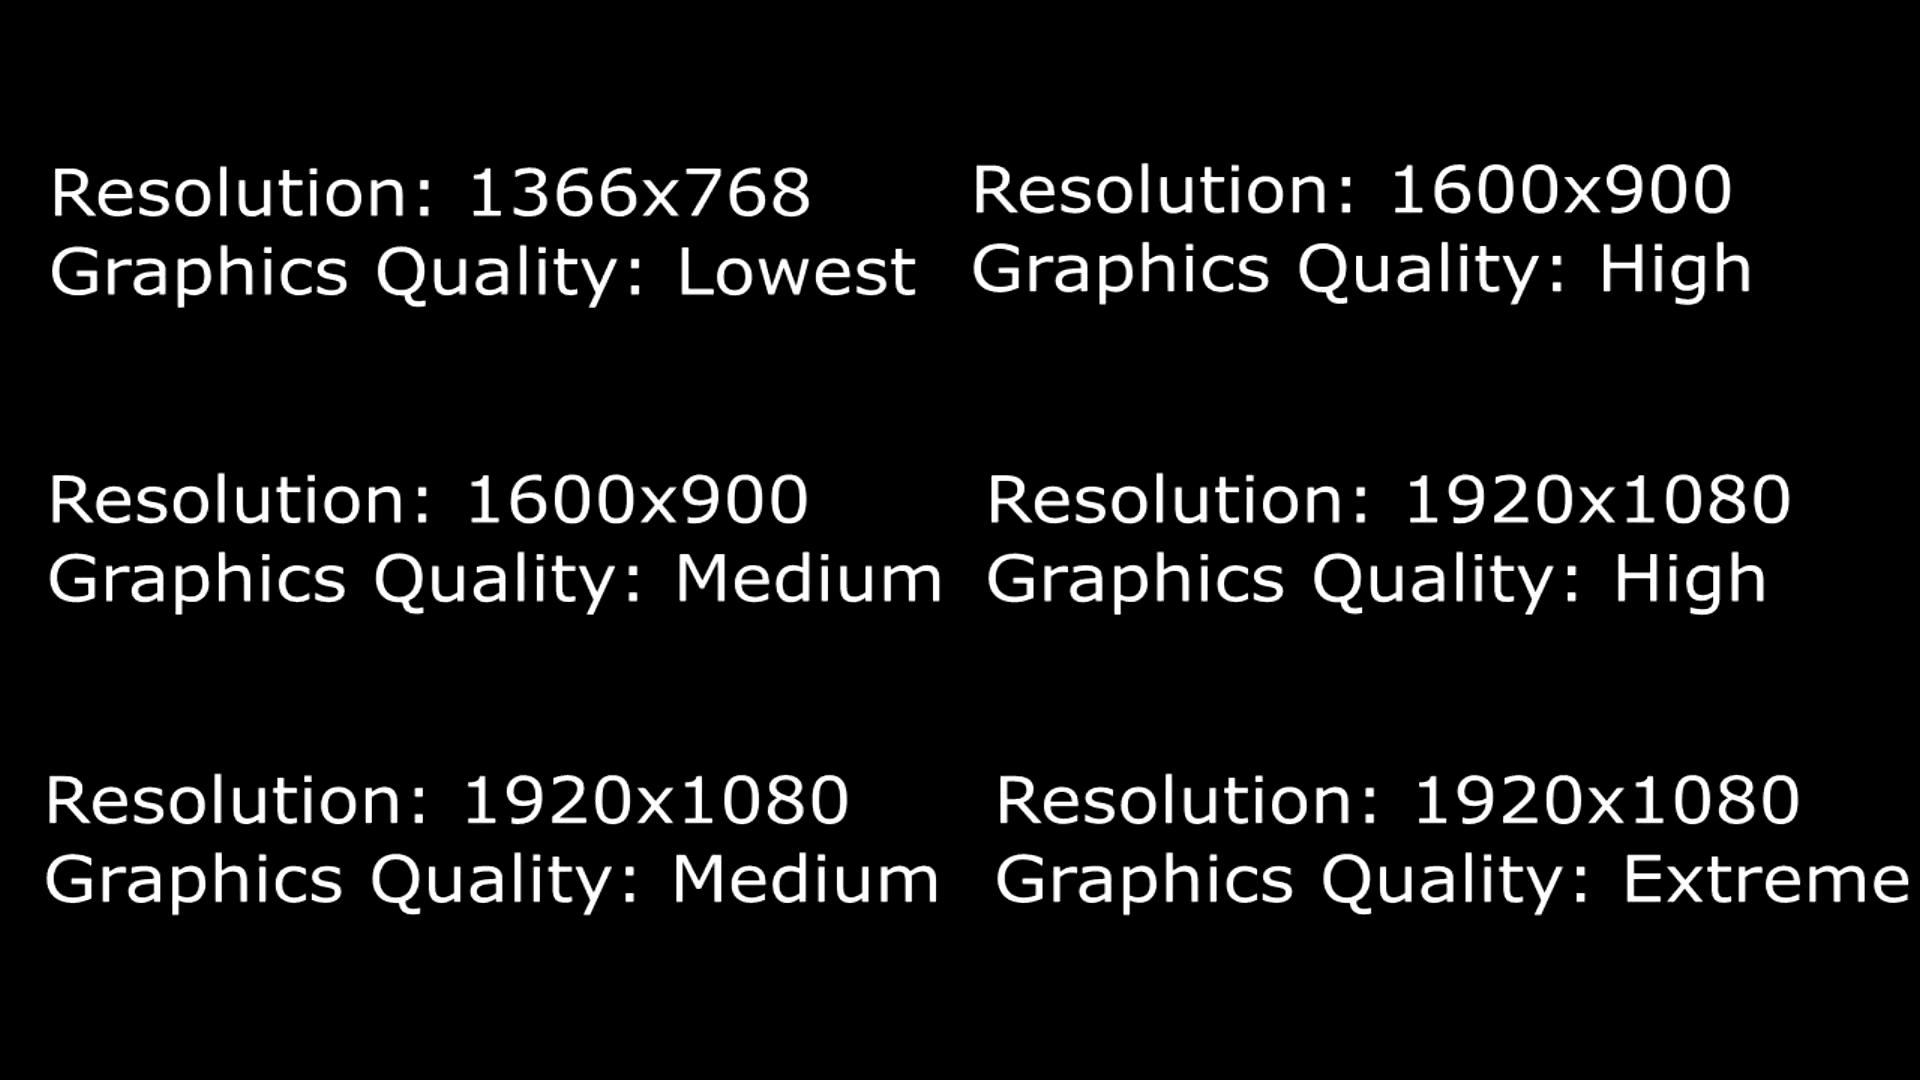 Resolution: 1366x768
Graphics Quality: Lowest
Resolution: 1600x900
Graphics Quality: High
Resolution: 1600x900
Graphics Quality: Medium
Resolution: 1920x1080
Graphics Quality: High
Resolution: 1920x1080
Graphics Quality: Medium
Resolution: 1920x1080
Graphics Quality: Extreme